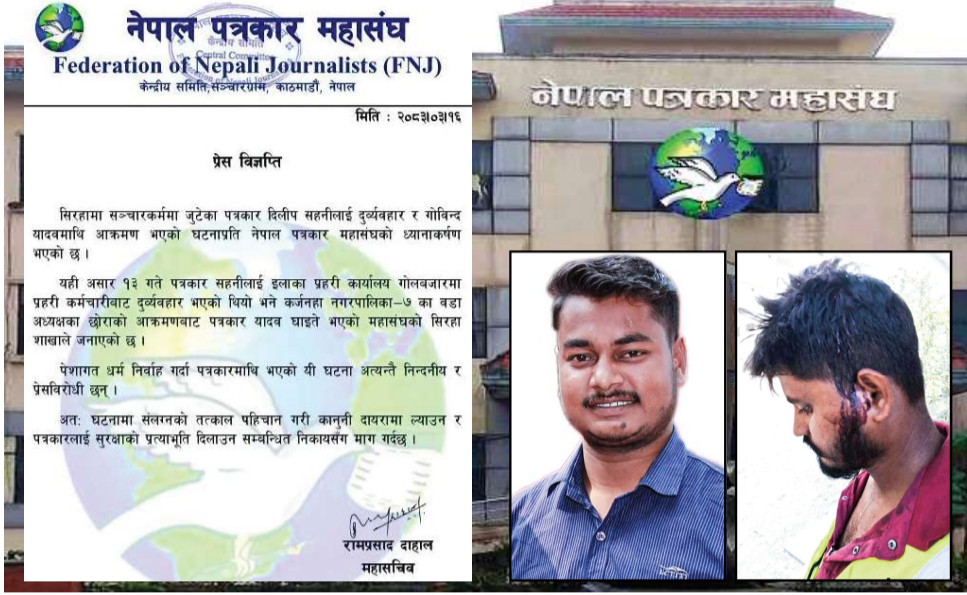 नेपाल पत्रकार महासंघ
केन्द्रीय समिति
Central Committee
Federation of Nepali Journalists (FNJ)
केन्द्रीय समिति,सञ्चारग्राम, काठमाडौं, नेपाल
मिति : २०८३।०३।१६
प्रेस विज्ञप्ति
सिरहामा सञ्चारकर्ममा जुटेका पत्रकार दिलीप सहनीलाई दुर्व्यवहार र गोविन्द
यादवमाथि आक्रमण भएको घटनाप्रति नेपाल पत्रकार महासंघको ध्यानाकर्षण
भएको छ ।
यही असार १३ गते पत्रकार सहनीलाई इलाका प्रहरी कार्यालय गोलबजारमा
प्रहरी कर्मचारीबाट दुर्व्यवहार भएको थियो भने कर्जनहा नगरपालिका–७ का वडा
अध्यक्षका छोराको आक्रमणबाट पत्रकार यादव घाइते भएको महासंघको सिरहा
शाखाले जनाएको छ ।
पेशागत धर्म निर्वाह गर्दा पत्रकारमाथि भएको यी घटना अत्यन्तै निन्दनीय र
प्रेसविरोधी छन् ।
अत: घटनामा संलग्नको तत्काल पहिचान गरी कानुनी दायरामा ल्याउन र
पत्रकारलाई सुरक्षाको प्रत्याभूति दिलाउन सम्बन्धित निकायसँग माग गर्दछ ।
रामप्रसाद दाहाल
महासचिव
नेपाल पत्रकार महासंघ